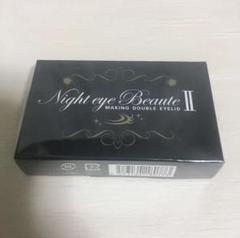 Night eye Beaute II
MAKING DOUBLE EYELID